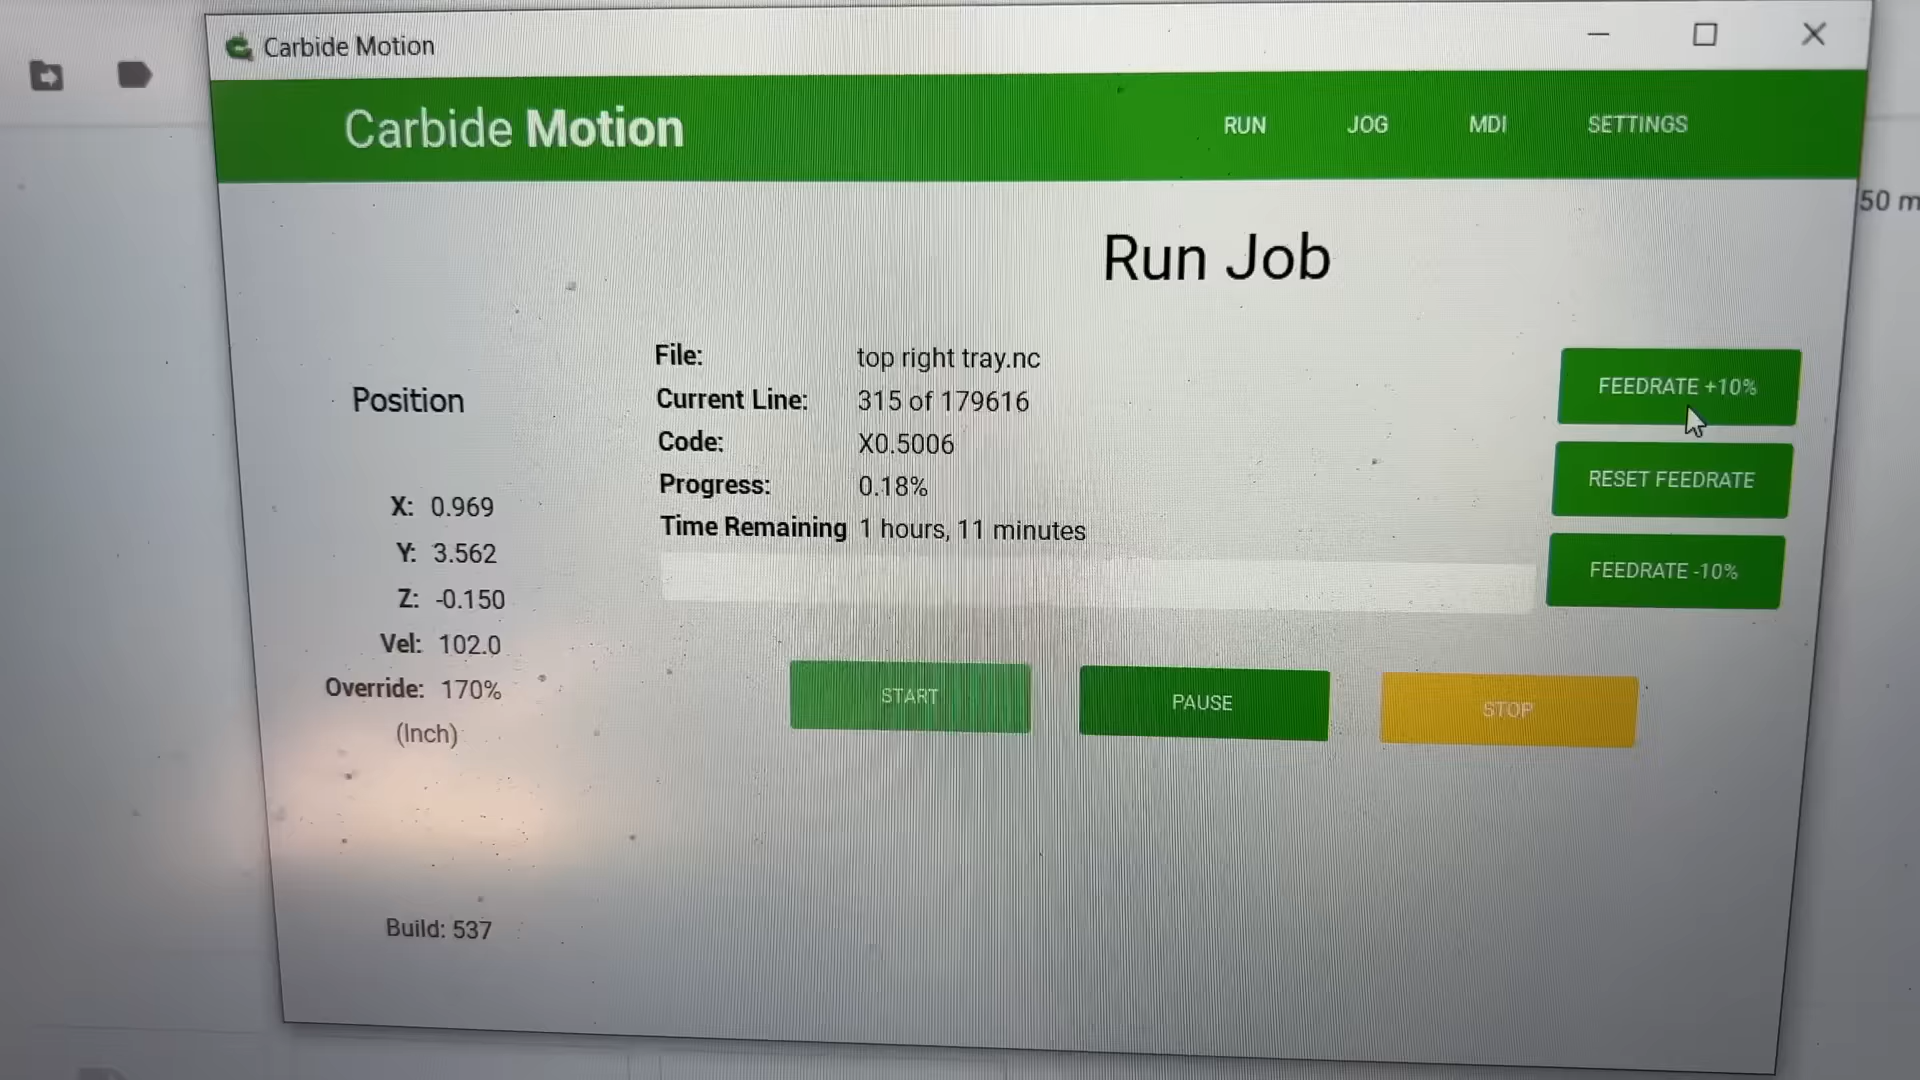 Carbide Motion
Carbide Motion
RUN JOG MDI SETTINGS
50 m
Run Job
File: top right tray.nc
Current Line: 315 of 179616
Code: X0.5006
Progress: 0.18%
Time Remaining 1 hours, 11 minutes
Position
X: 0.969
Y: 3.562
Z: -0.150
Vel: 102.0
Override: 170%
(Inch)
FEEDRATE +10%
RESET FEEDRATE
FEEDRATE -10%
START PAUSE STOP
Build: 537